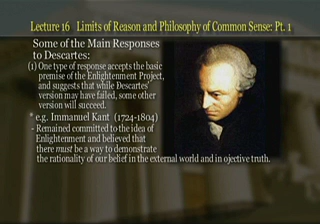 Lecture 16 Limits of Reason and Philosophy of Common Sense: Pt. 1
Some of the Main Responses
to Descartes:
(1) One type of response accepts the basic
premise of the Enlightenment Project,
and suggests that while Descartes'
version may have failed, some other
version will succeed.
* e.g. Immanuel Kant (1724-1804)
- Remained committed to the idea of
Enlightenment and believed that
there must be a way to demonstrate
the rationality of our belief in the external world and in ojective truth.